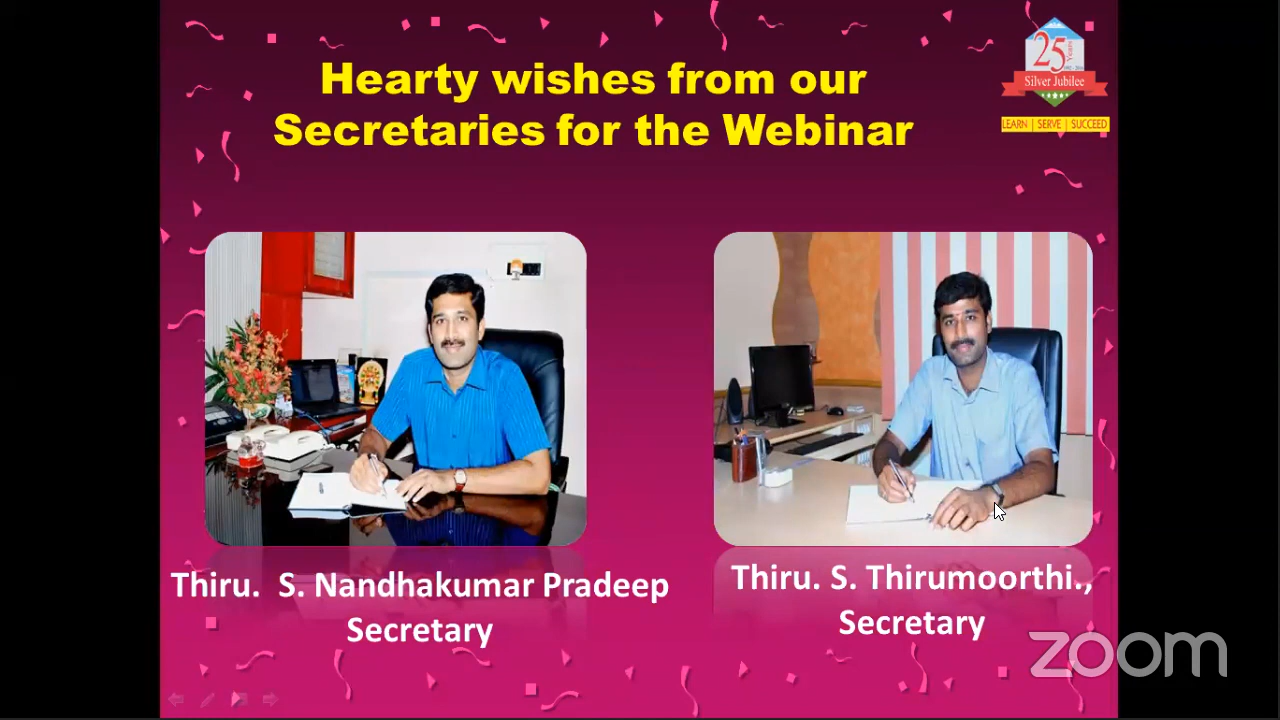 Hearty wishes from our
Secretaries for the Webinar
25
Years
Silver Jubilee
LEARN | SERVE | SUCCEED
Thiru. S. Nandhakumar Pradeep
Secretary
Thiru. S. Thirumoorthi.,
Secretary
zoom